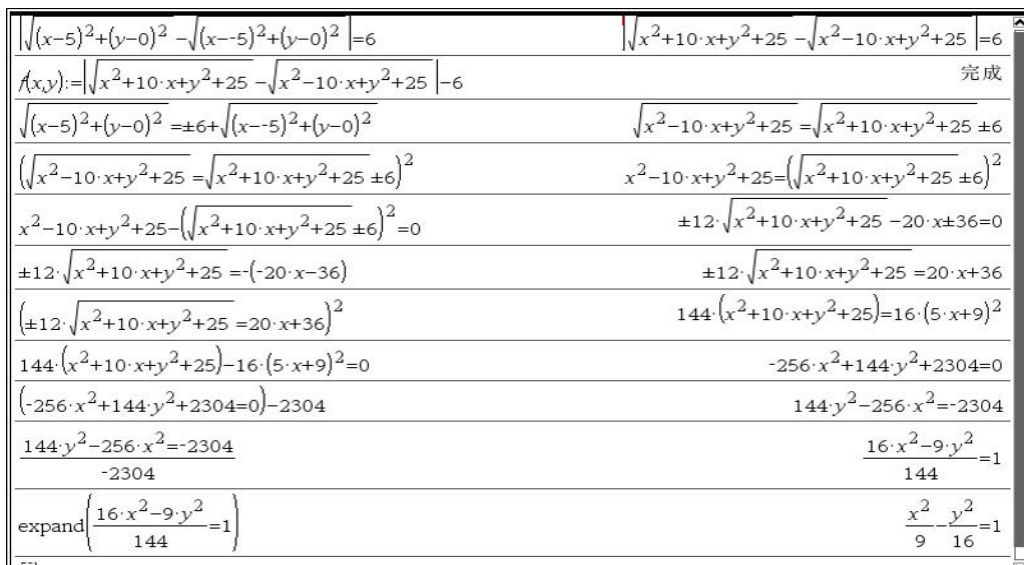 |√((x-5)²+(y-0)²) -√((x--5)²+(y-0)²)|=6 |√(x²+10·x+y²+25) -√(x²-10·x+y²+25)|=6
f(x,y):=|√(x²+10·x+y²+25) -√(x²-10·x+y²+25)|-6 完成
√((x-5)²+(y-0)²) =±6+√((x--5)²+(y-0)²) √(x²-10·x+y²+25) =√(x²+10·x+y²+25) ±6
(√(x²-10·x+y²+25) =√(x²+10·x+y²+25) ±6)² x²-10·x+y²+25=(√(x²+10·x+y²+25) ±6)²
x²-10·x+y²+25-(√(x²+10·x+y²+25) ±6)²=0 ±12·√(x²+10·x+y²+25) -20·x±36=0
±12·√(x²+10·x+y²+25) =-(-20·x-36) ±12·√(x²+10·x+y²+25) =20·x+36
(±12·√(x²+10·x+y²+25) =20·x+36)² 144·(x²+10·x+y²+25)=16·(5·x+9)²
144·(x²+10·x+y²+25)-16·(5·x+9)²=0 -256·x²+144·y²+2304=0
(-256·x²+144·y²+2304=0)-2304 144·y²-256·x²=-2304
(144·y²-256·x²=-2304)/-2304 (16·x²-9·y²)/144=1
expand((16·x²-9·y²)/144=1) x²/9-y²/16=1